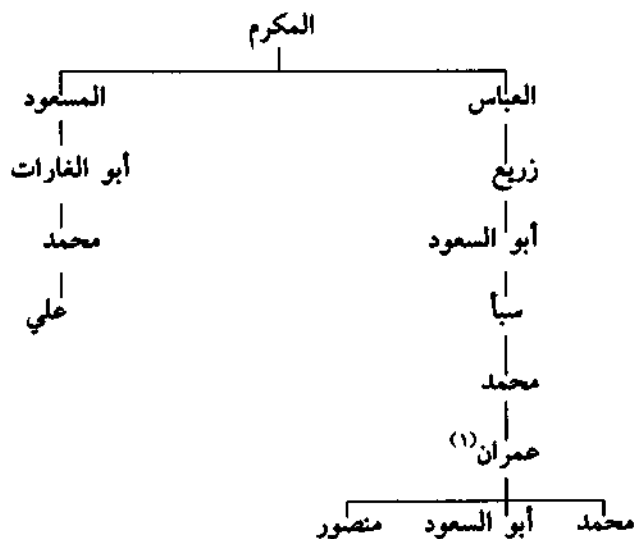 المكرم
العباس المسعود
زريع أبو الغارات
أبو السعود محمد
سبأ علي
محمد
عمران(١)
محمد أبو السعود منصور